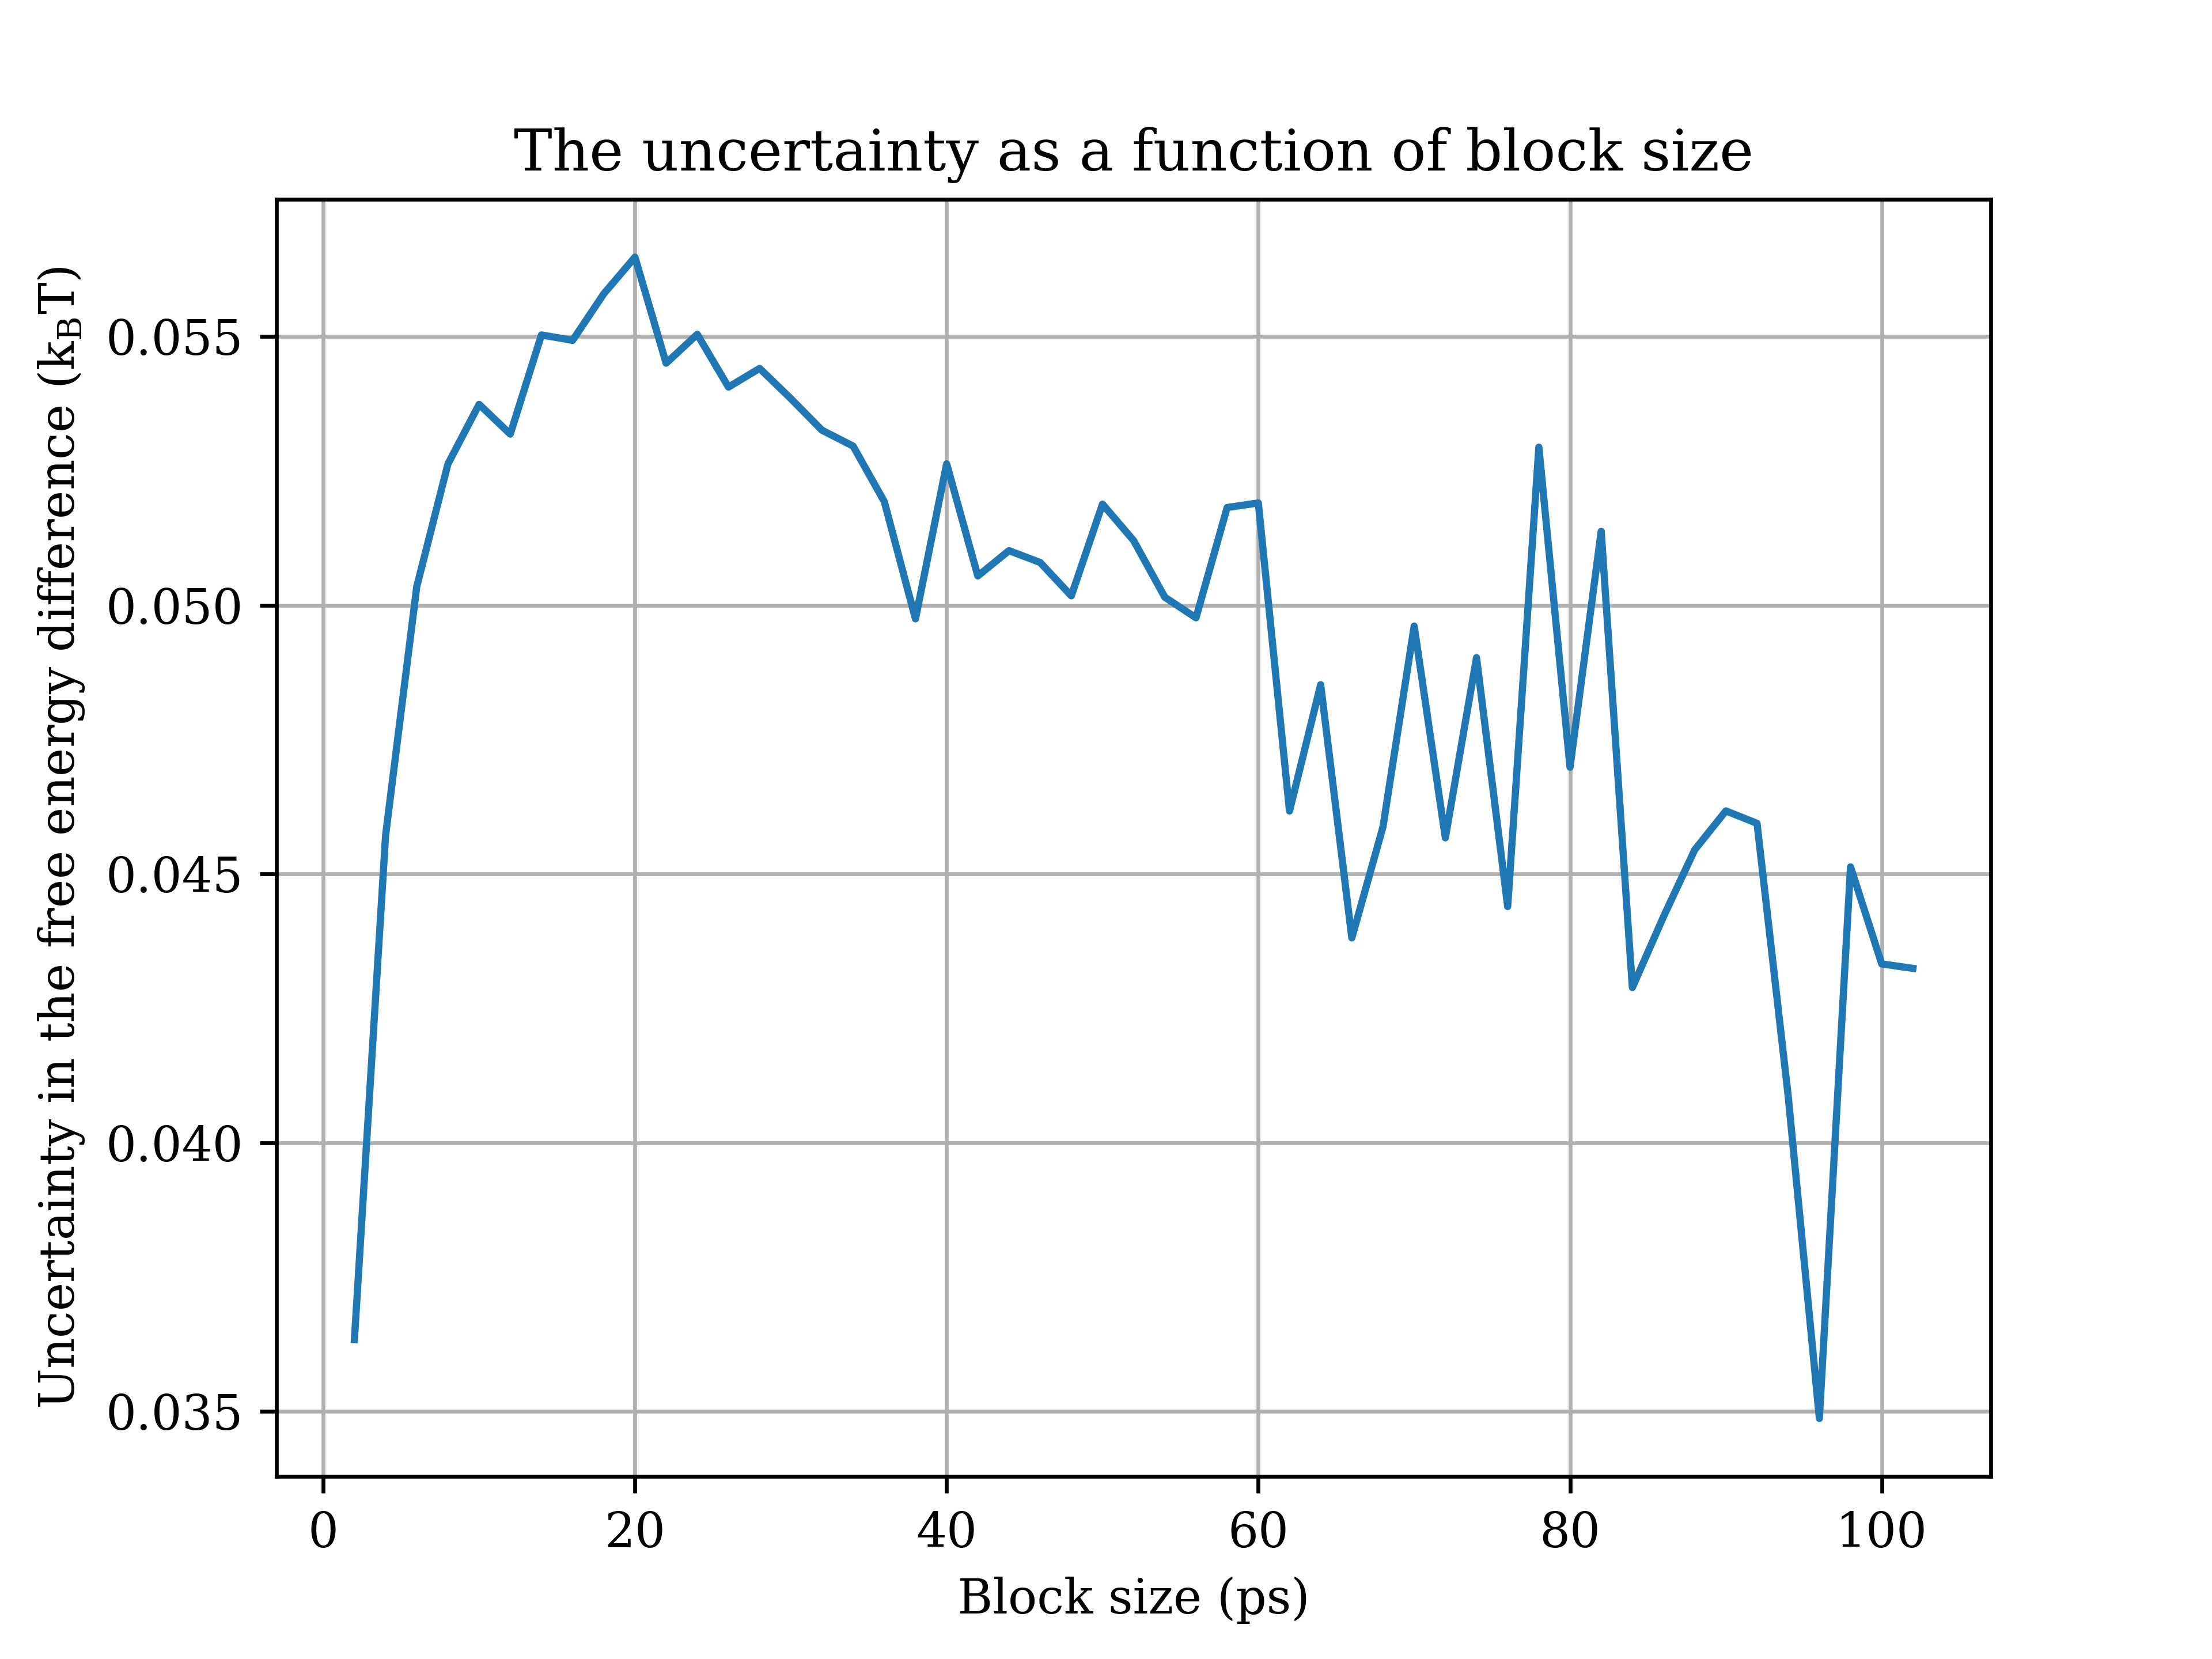 The uncertainty as a function of block size
Uncertainty in the free energy difference (k_BT)
0.055
0.050
0.045
0.040
0.035
0 20 40 60 80 100
Block size (ps)